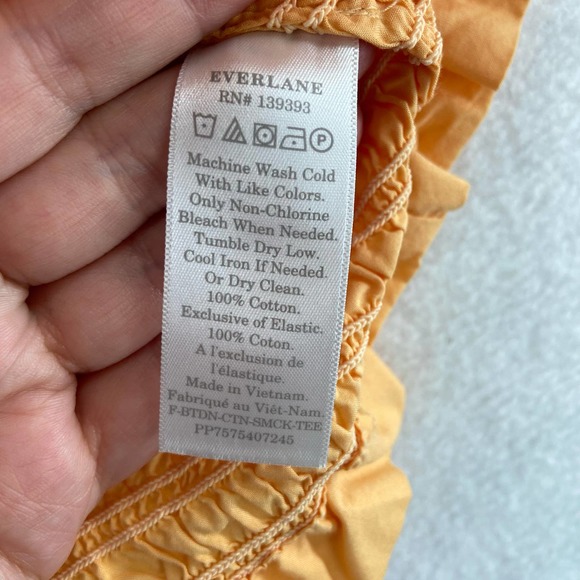 EVERLANE
RN# 139393
P
Machine Wash Cold
With Like Colors.
Only Non-Chlorine
Bleach When Needed.
Tumble Dry Low.
Cool Iron If Needed.
Or Dry Clean.
100% Cotton.
Exclusive of Elastic.
100% Coton.
A l'exclusion de
l'élastique.
Made in Vietnam.
Fabriqué au Viêt-Nam.
F-BTDN-CTN-SMCK-TEE
PP7575407245